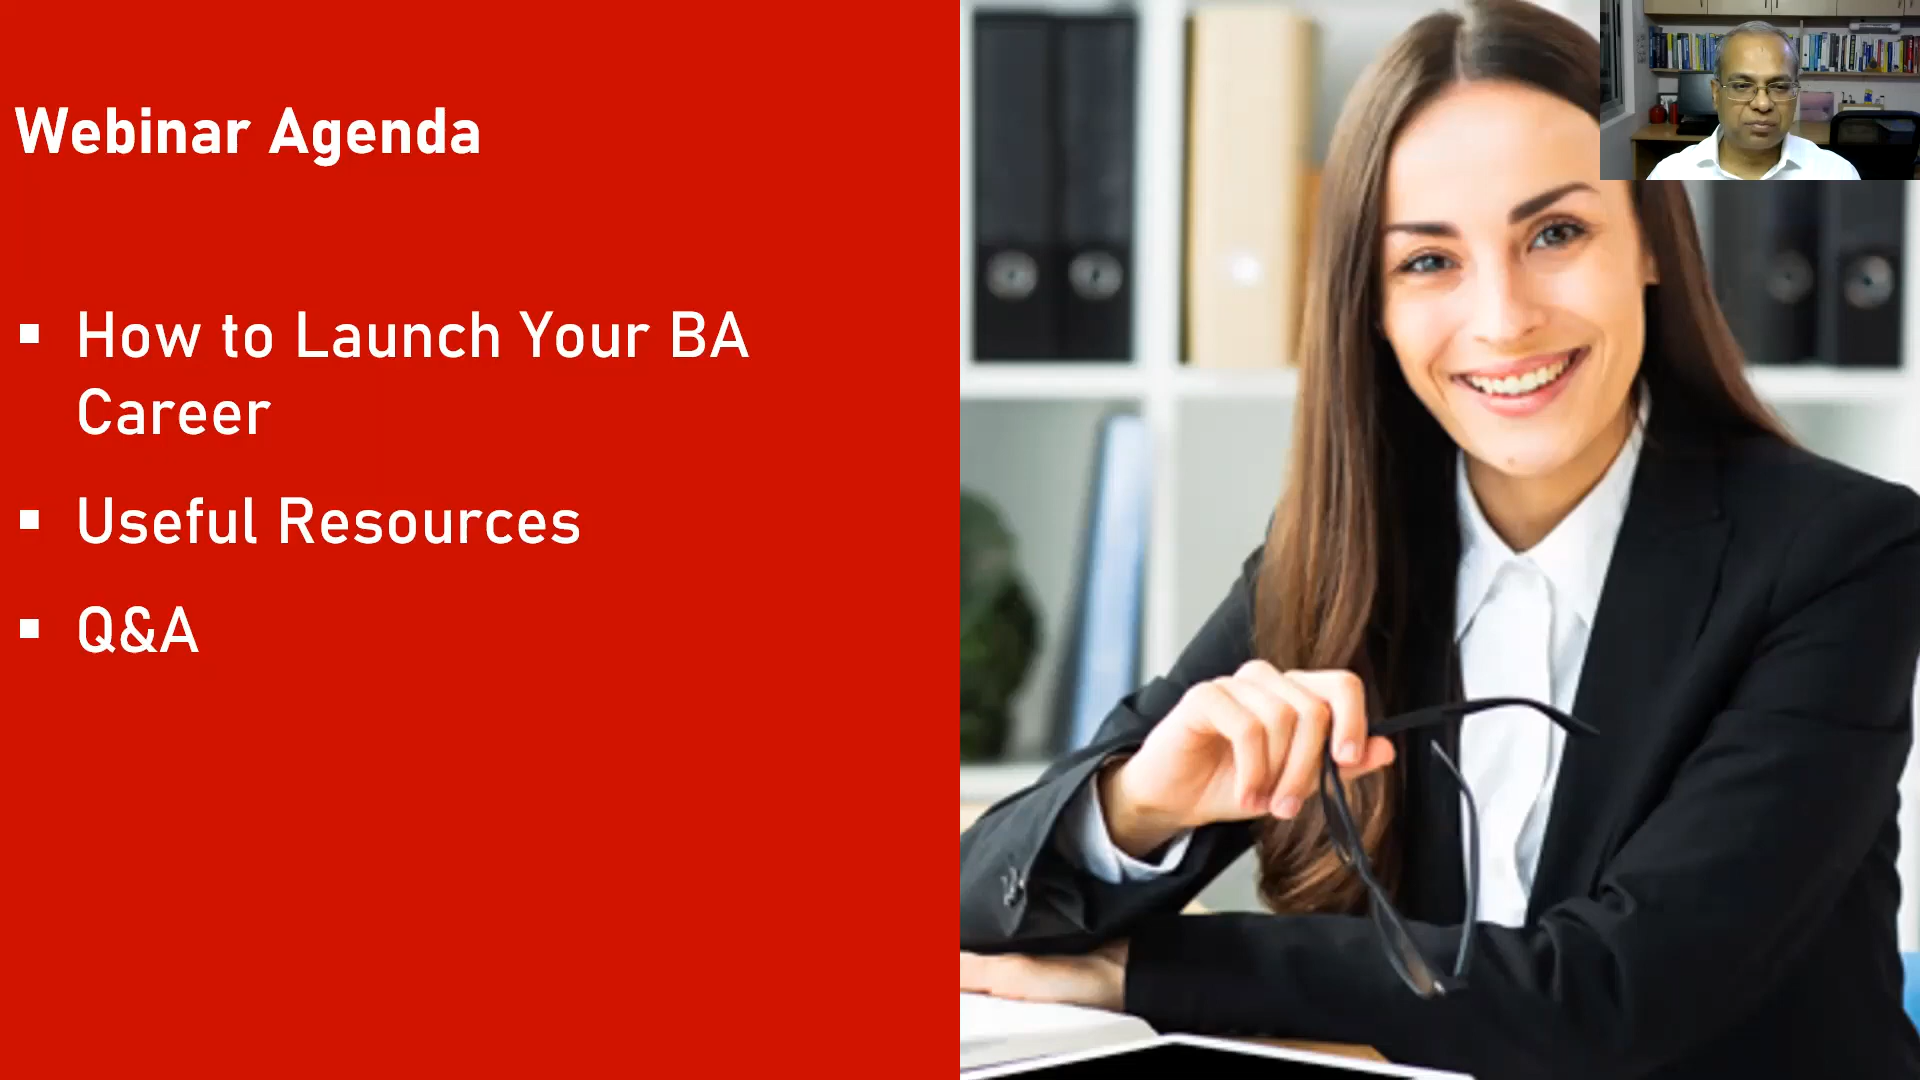 Webinar Agenda
▪ How to Launch Your BA
Career
▪ Useful Resources
▪ Q&A